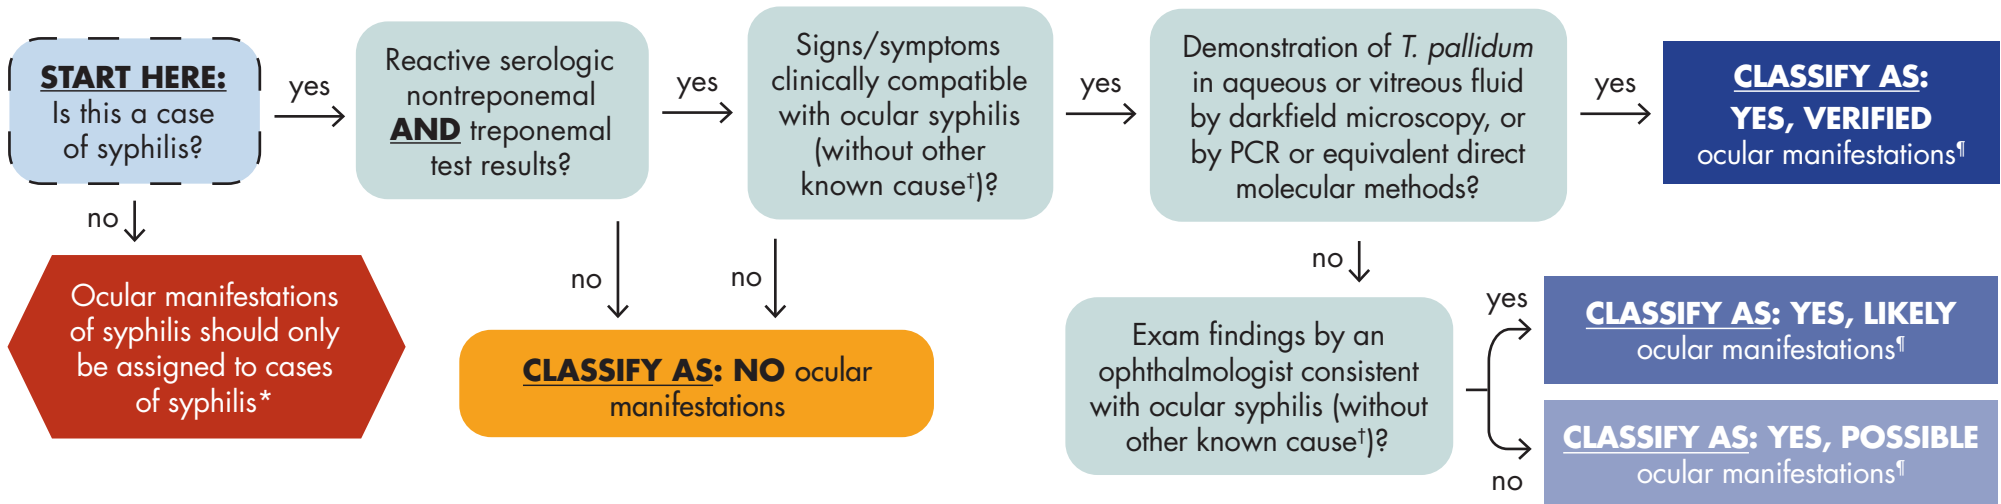 START HERE:
Is this a case
of syphilis?
yes
no
Ocular manifestations
of syphilis should only
be assigned to cases
of syphilis*
Reactive serologic
nontreponemal
AND treponemal
test results?
yes
no
Signs/symptoms
clinically compatible
with ocular syphilis
(without other
known cause†)?
yes
no
CLASSIFY AS: NO ocular
manifestations
Demonstration of T. pallidum
in aqueous or vitreous fluid
by darkfield microscopy, or
by PCR or equivalent direct
molecular methods?
yes
CLASSIFY AS:
YES, VERIFIED
ocular manifestations¶
no
Exam findings by an
ophthalmologist consistent
with ocular syphilis (without
other known cause†)?
yes
CLASSIFY AS: YES, LIKELY
ocular manifestations¶
no
CLASSIFY AS: YES, POSSIBLE
ocular manifestations¶